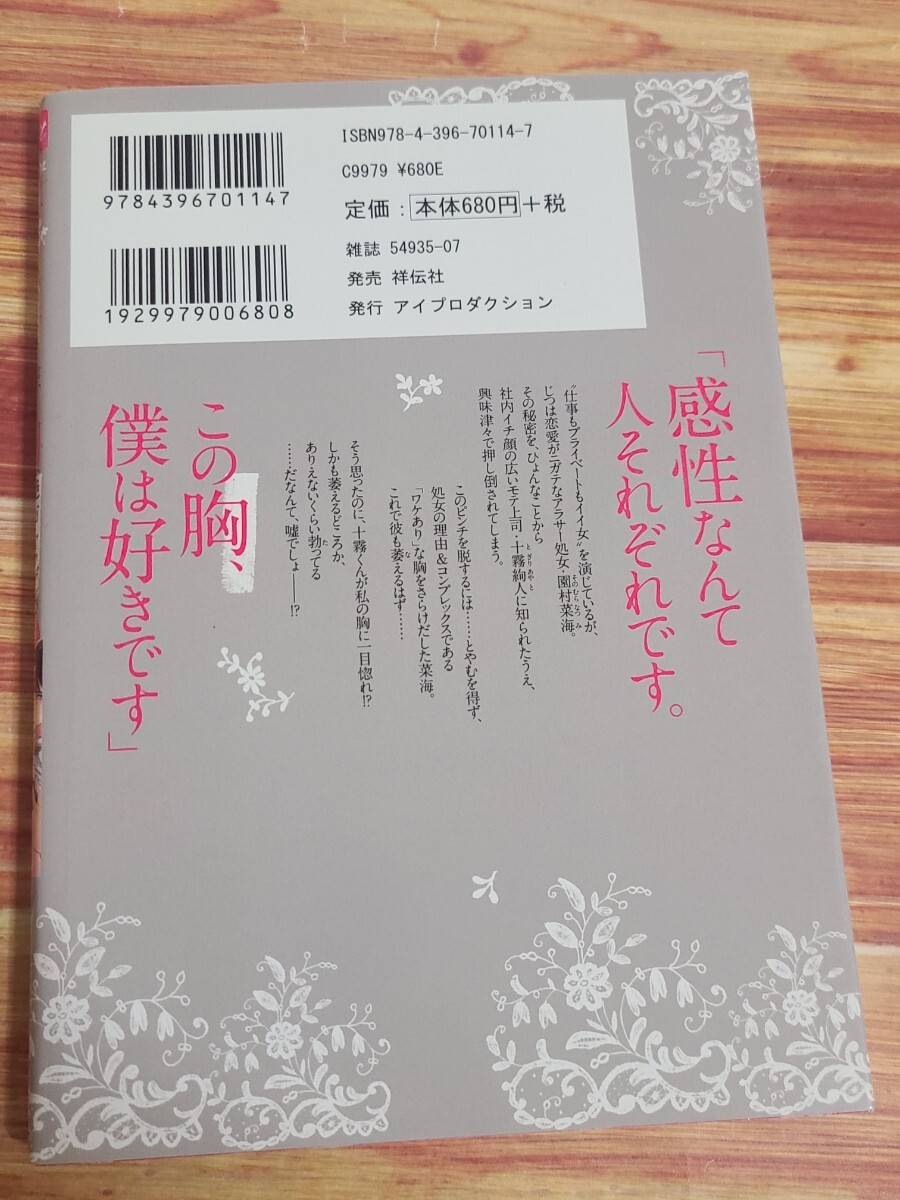 ISBN978-4-396-70114-7
C9979 ¥680E
定価：本体680円+税
雑誌 54935-07
発売 祥伝社
発行 アイプロダクション
9784396701147
1929979006808
「感性なんて
人それぞれです。
“仕事もプライベートもイイ女”を演じているが、
じつは恋愛がニガテなアラサー処女・園村菜海。
その秘密を、ひょんなことから
社内イチ顔の広いモテ上司・十霧絢人に知られたうえ、
興味津々で押し倒されてしまう。
このピンチを脱するには……とやむを得ず、
処女の理由&コンプレックスである
「ワケあり」な胸をさらけだした菜海。
これで彼も萎えるはず……
そう思ったのに、十霧くんが私の胸に一目惚れ!?
しかも萎えるどころか、
ありえないくらい勃ってる
……だなんて、嘘でしょ――!?
この胸、
僕は好きです」